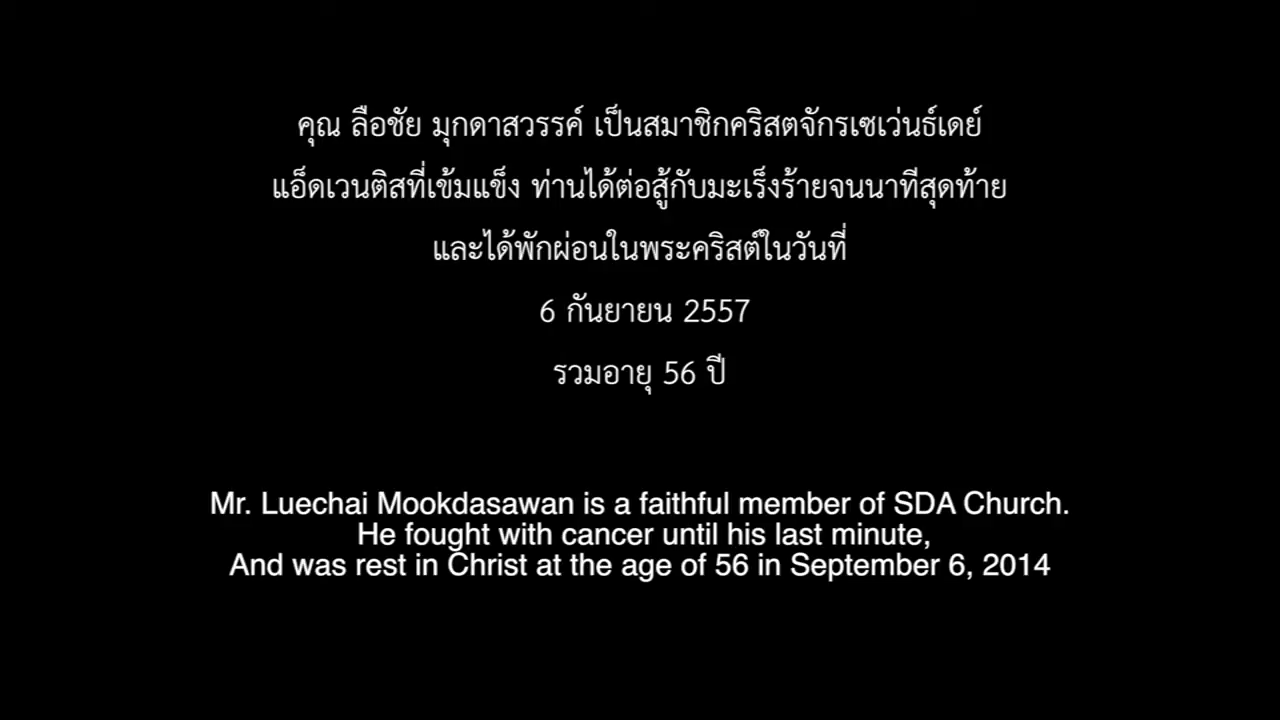 คุณ ลือชัย มุกดาสวรรค์ เป็นสมาชิกคริสตจักรเซเว่นธ์เดย์
แอ็ดเวนติสที่เข้มแข็ง ท่านได้ต่อสู้กับมะเร็งร้ายจนนาทีสุดท้าย
และได้พักผ่อนในพระคริสต์ในวันที่
6 กันยายน 2557
รวมอายุ 56 ปี
Mr. Luechai Mookdasawan is a faithful member of SDA Church.
He fought with cancer until his last minute,
And was rest in Christ at the age of 56 in September 6, 2014